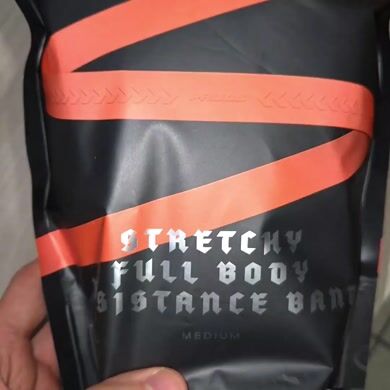 STRETCHY
FULL BODY
SISTANCE BAN
MEDIUM